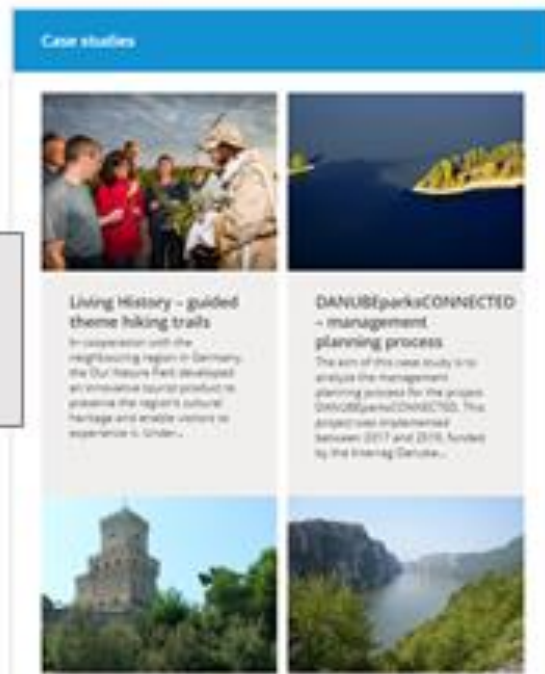 Case studies
Living History – guided
theme hiking trails
In cooperation with the
neighbouring region in Germany,
the Our Nature Park developed
an innovative tourist product to
preserve the region's cultural
heritage and enable visitors to
experience it. Under...
DANUBEparksCONNECTED
– management
planning process
The aim of this case study is to
analyze the management
planning process for the project
DANUBEparksCONNECTED. This
project was implemented
between 2017 and 2019, funded
by the Interreg Danube...